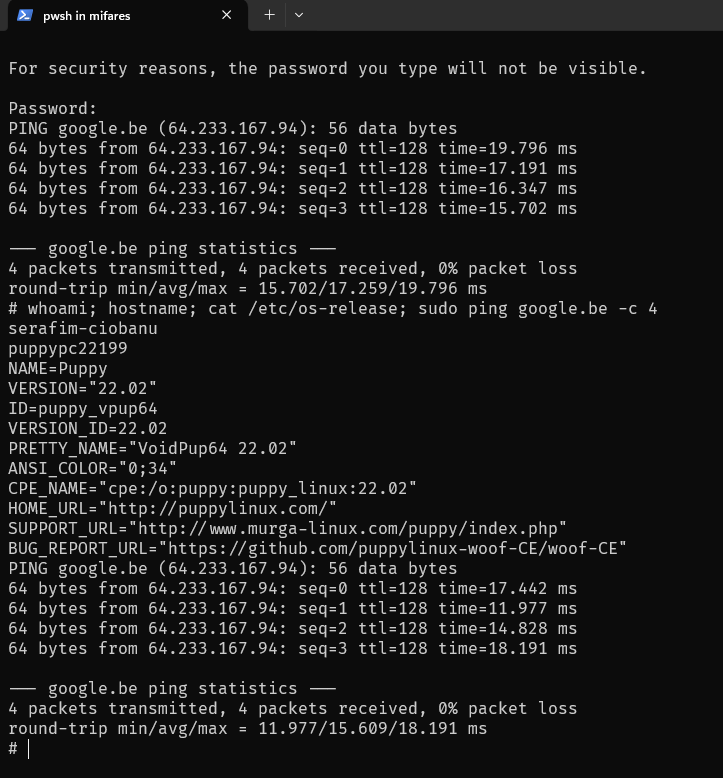 pwsh in mifares
For security reasons, the password you type will not be visible.
Password:
PING google.be (64.233.167.94): 56 data bytes
64 bytes from 64.233.167.94: seq=0 ttl=128 time=19.796 ms
64 bytes from 64.233.167.94: seq=1 ttl=128 time=17.191 ms
64 bytes from 64.233.167.94: seq=2 ttl=128 time=16.347 ms
64 bytes from 64.233.167.94: seq=3 ttl=128 time=15.702 ms
--- google.be ping statistics ---
4 packets transmitted, 4 packets received, 0% packet loss
round-trip min/avg/max = 15.702/17.259/19.796 ms
# whoami; hostname; cat /etc/os-release; sudo ping google.be -c 4
serafim-ciobanu
puppypc22199
NAME=Puppy
VERSION="22.02"
ID=puppy_vpup64
VERSION_ID=22.02
PRETTY_NAME="VoidPup64 22.02"
ANSI_COLOR="0;34"
CPE_NAME="cpe:/o:puppy:puppy_linux:22.02"
HOME_URL="http://puppylinux.com/"
SUPPORT_URL="http://www.murga-linux.com/puppy/index.php"
BUG_REPORT_URL="https://github.com/puppylinux-woof-CE/woof-CE"
PING google.be (64.233.167.94): 56 data bytes
64 bytes from 64.233.167.94: seq=0 ttl=128 time=17.442 ms
64 bytes from 64.233.167.94: seq=1 ttl=128 time=11.977 ms
64 bytes from 64.233.167.94: seq=2 ttl=128 time=14.828 ms
64 bytes from 64.233.167.94: seq=3 ttl=128 time=18.191 ms
--- google.be ping statistics ---
4 packets transmitted, 4 packets received, 0% packet loss
round-trip min/avg/max = 11.977/15.609/18.191 ms
#